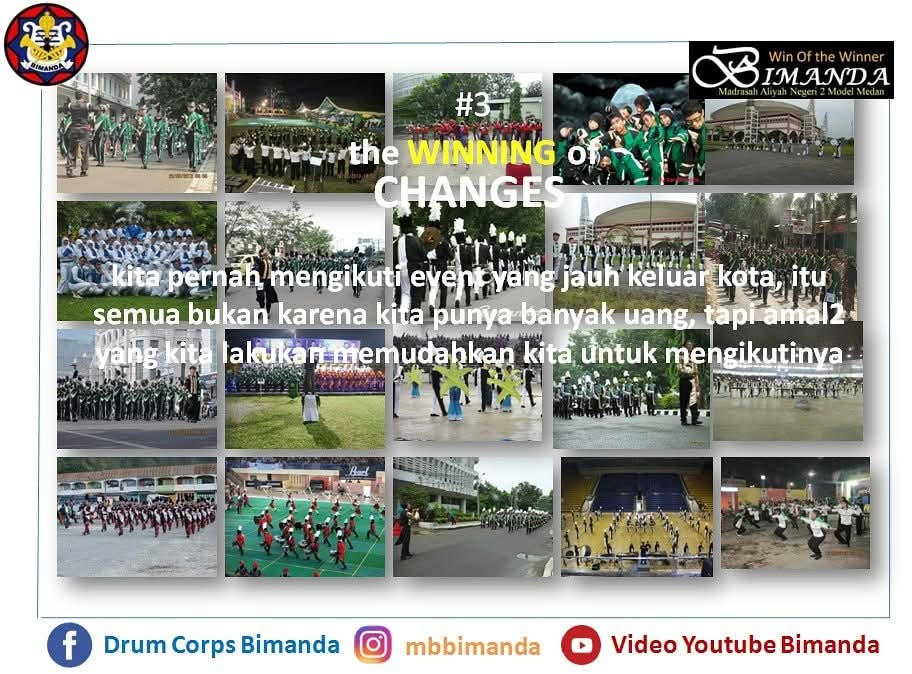 BIMANDA
Win Of the Winner
BIMANDA
Madrasah Aliyah Negeri 2 Model Medan
#3
the WINNING of
CHANGES
kita pernah mengikuti event yang jauh keluar kota, itu
semua bukan karena kita punya banyak uang, tapi amal2
yang kita lakukan memudahkan kita untuk mengikutinya
Pearl
Drum Corps Bimanda
mbbimanda
Video Youtube Bimanda